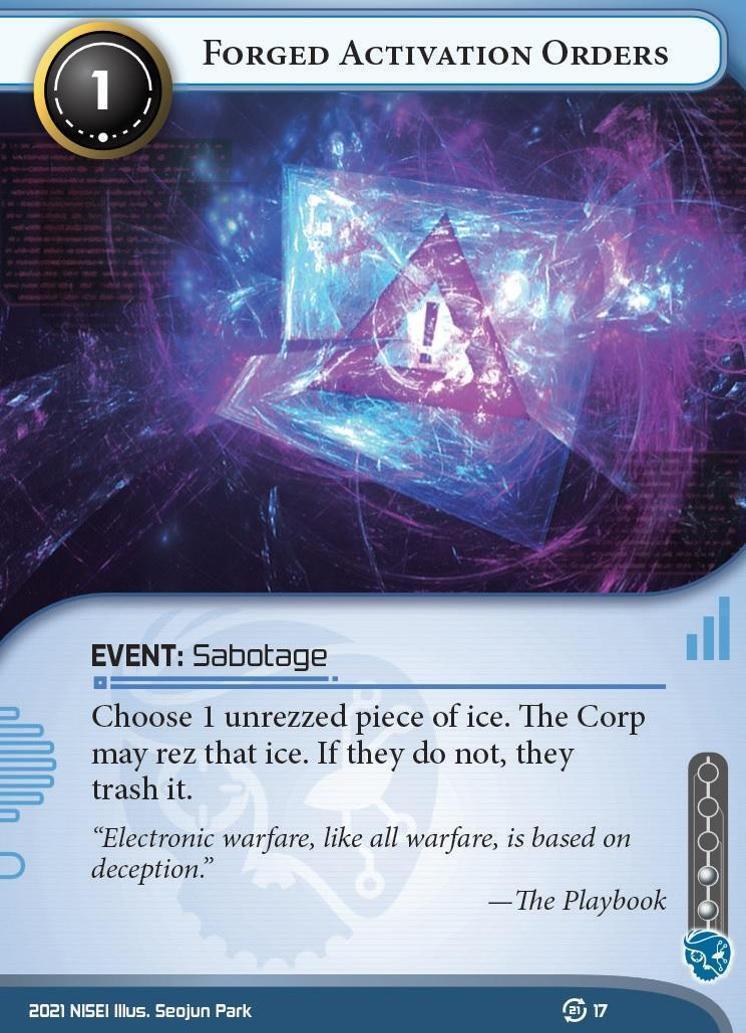 1
Forged Activation Orders
!
EVENT: Sabotage
Choose 1 unrezzed piece of ice. The Corp
may rez that ice. If they do not, they
trash it.
“Electronic warfare, like all warfare, is based on
deception.”
—The Playbook
2021 NISEI Illus. Seojun Park
21 17